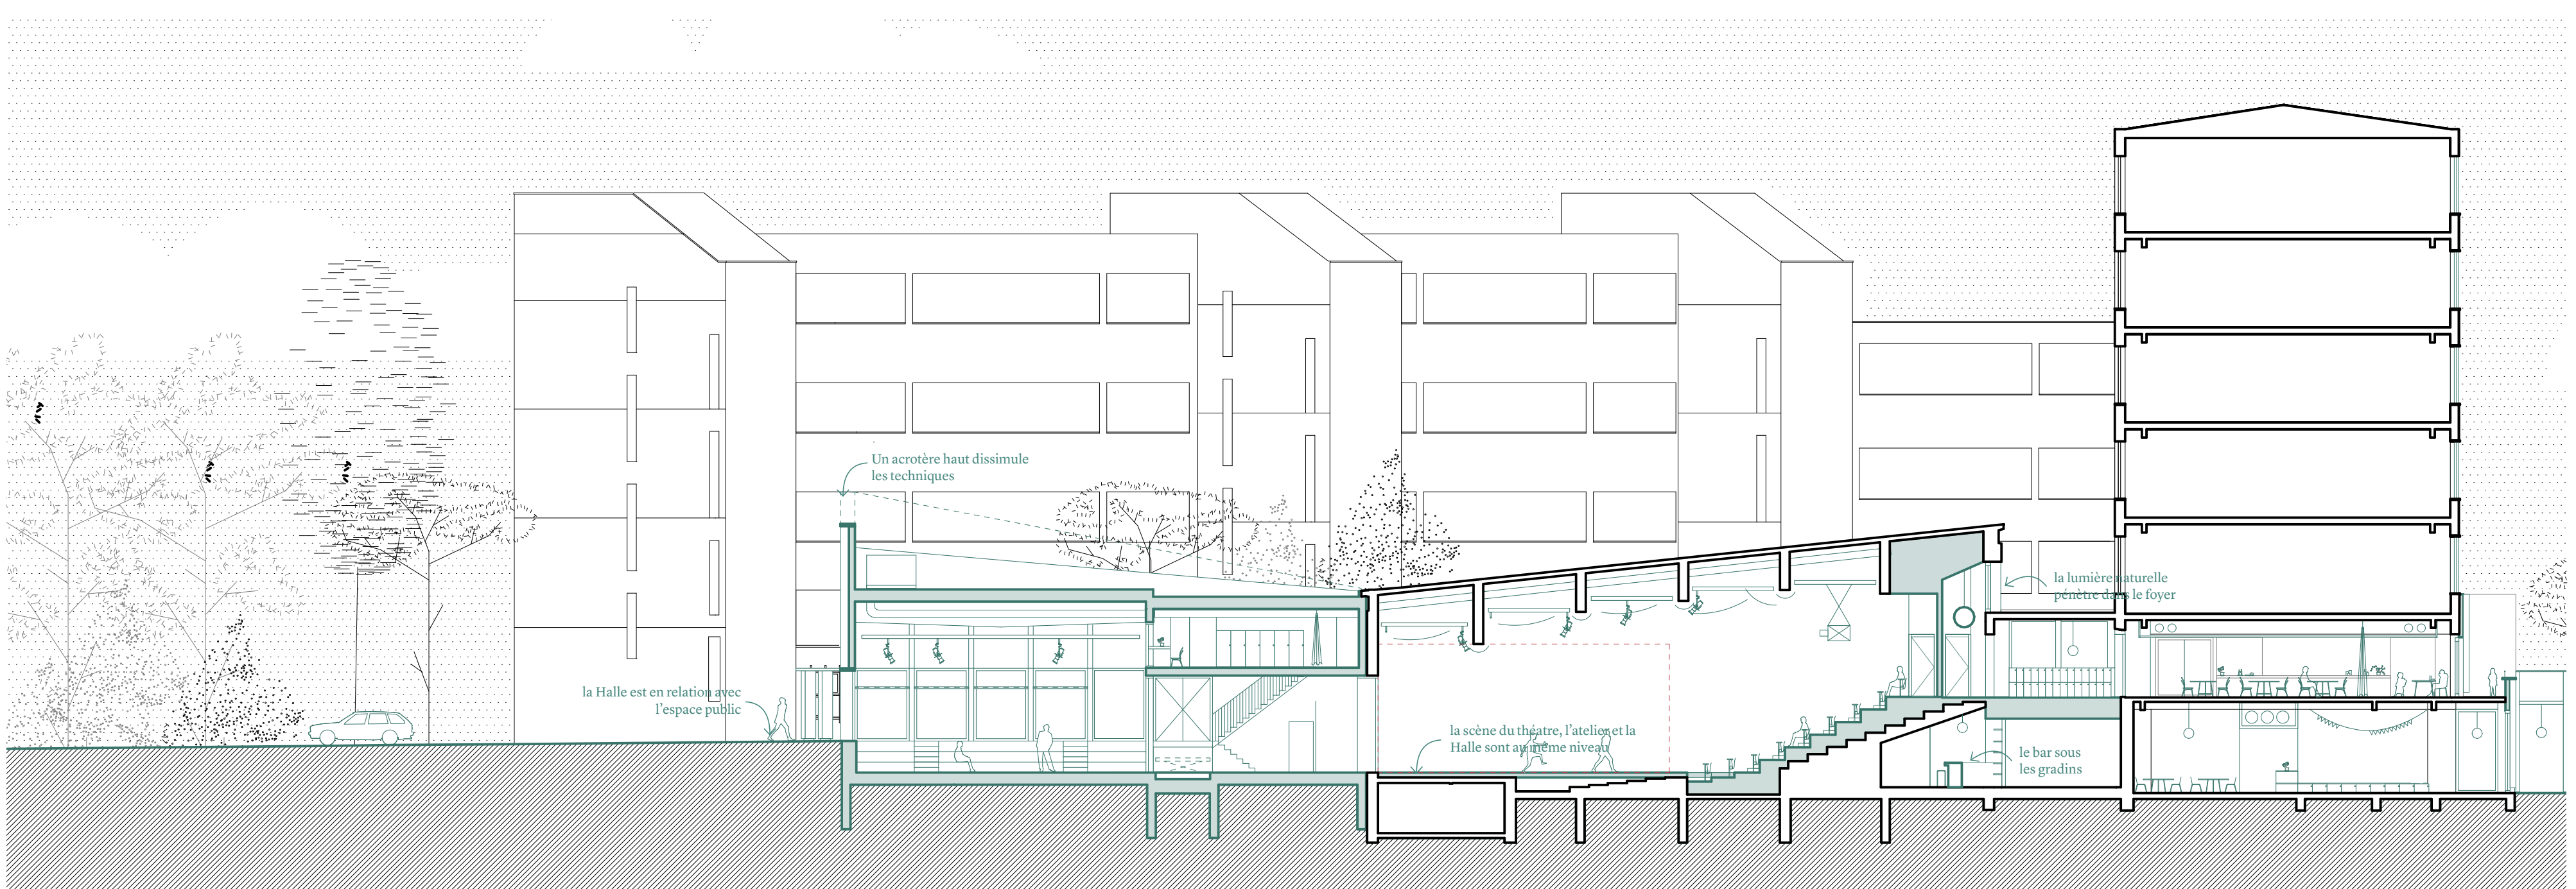 Un acrotère haut dissimule
les techniques
la lumière naturelle
pénètre dans le foyer
la Halle est en relation avec
l'espace public
la scène du théatre, l'atelier et la
Halle sont au même niveau
le bar sous
les gradins